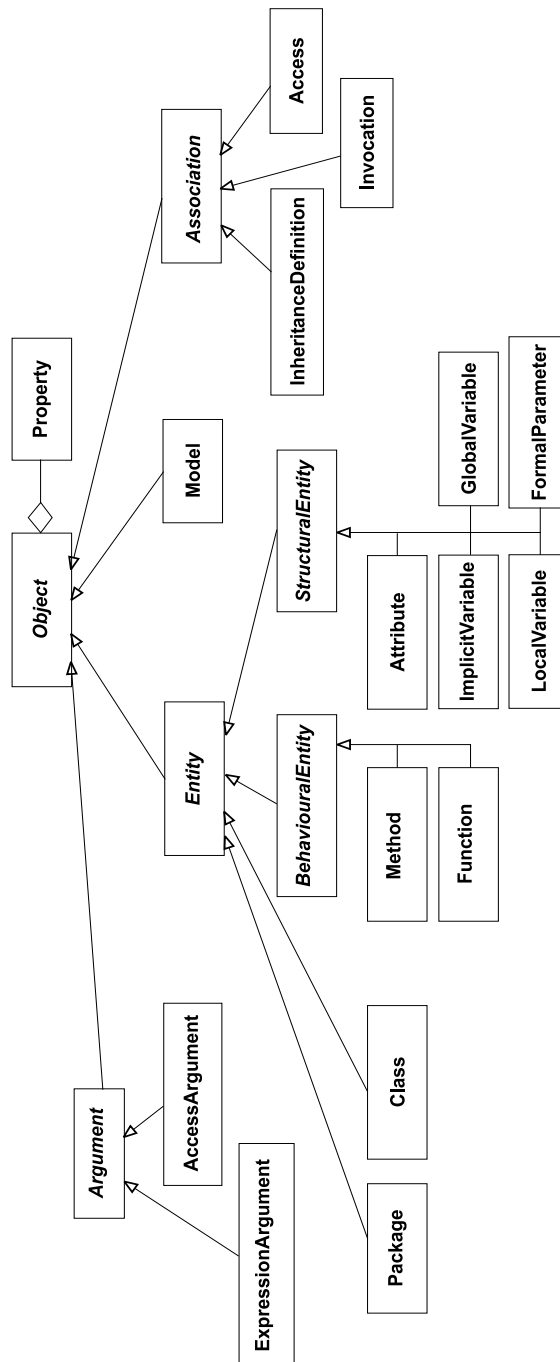 Object
Property
Argument
Entity
Model
Association
ExpressionArgument
AccessArgument
Package
Class
BehaviouralEntity
StructuralEntity
InheritanceDefinition
Invocation
Access
Method
Function
Attribute
ImplicitVariable
GlobalVariable
LocalVariable
FormalParameter